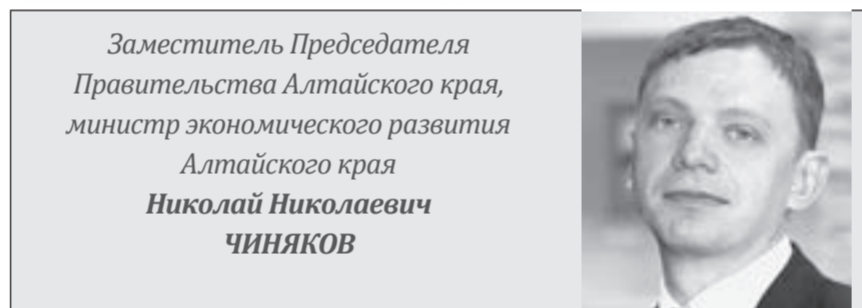 Заместитель Председателя
Правительства Алтайского края,
министр экономического развития
Алтайского края
Николай Николаевич
ЧИНЯКОВ